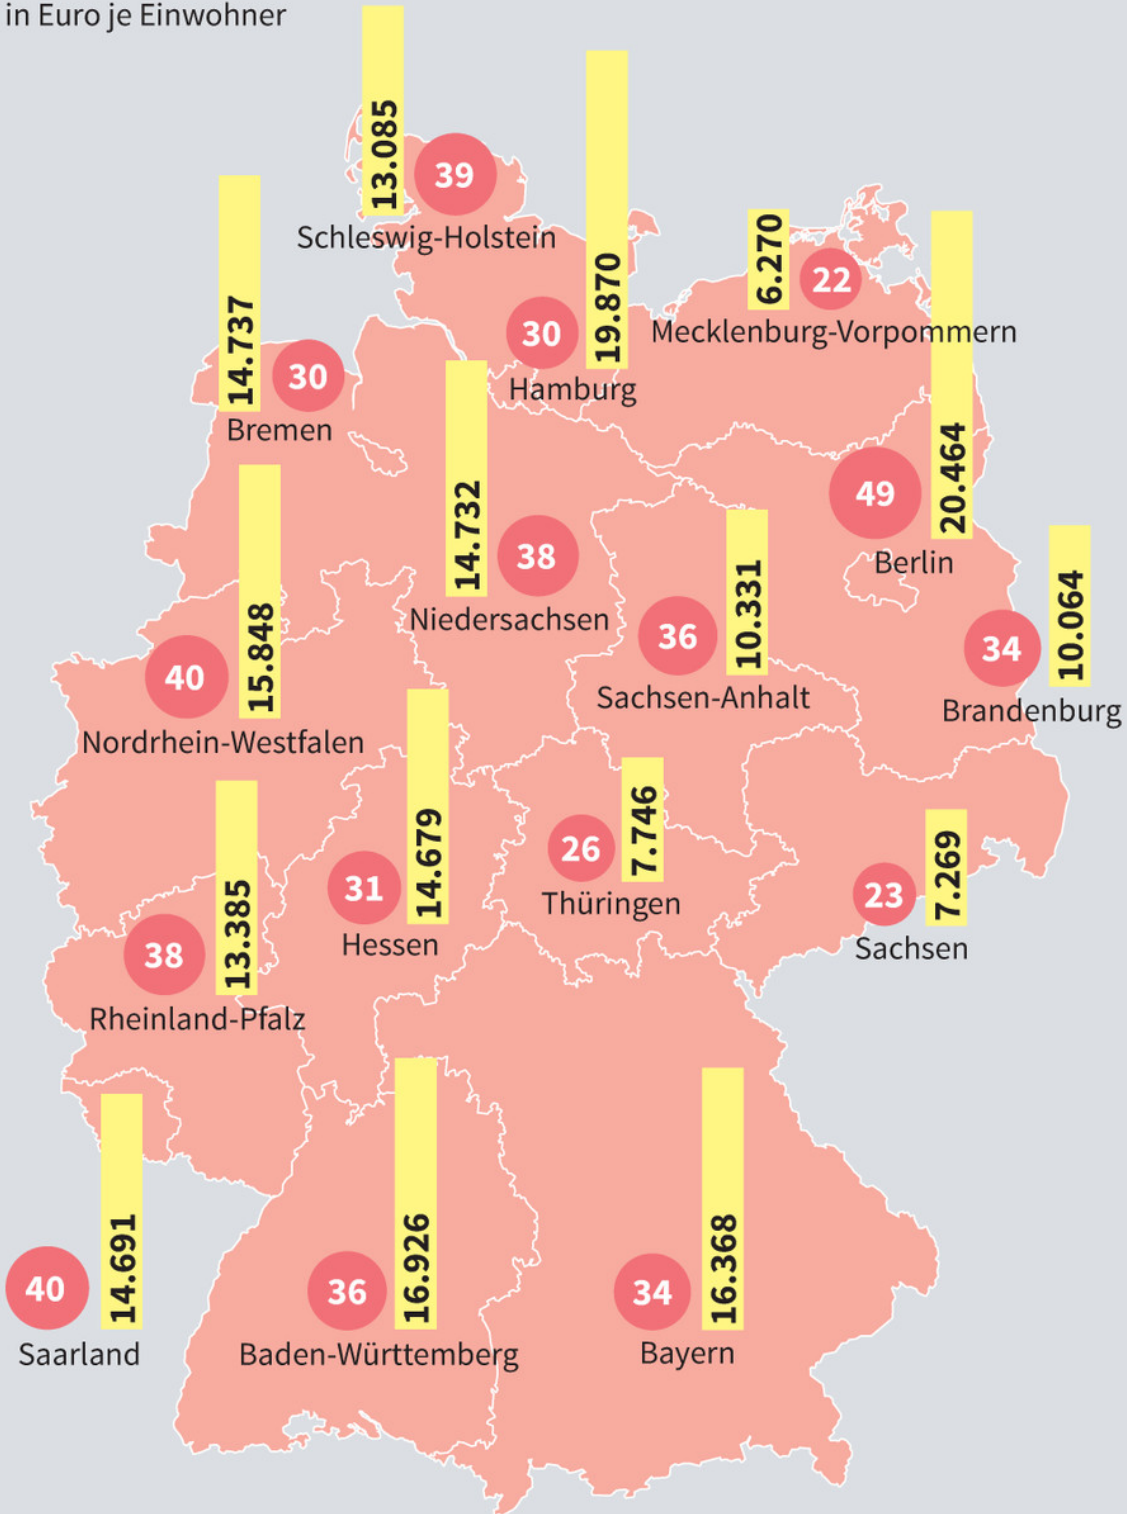 in Euro je Einwohner
13.085
39
Schleswig-Holstein
19.870
30
Hamburg
6.270
22
Mecklenburg-Vorpommern
14.737
30
Bremen
20.464
49
Berlin
14.732
38
Niedersachsen
10.331
36
Sachsen-Anhalt
10.064
34
Brandenburg
15.848
40
Nordrhein-Westfalen
14.679
31
Hessen
7.746
26
Thüringen
7.269
23
Sachsen
13.385
38
Rheinland-Pfalz
14.691
40
Saarland
16.926
36
Baden-Württemberg
16.368
34
Bayern